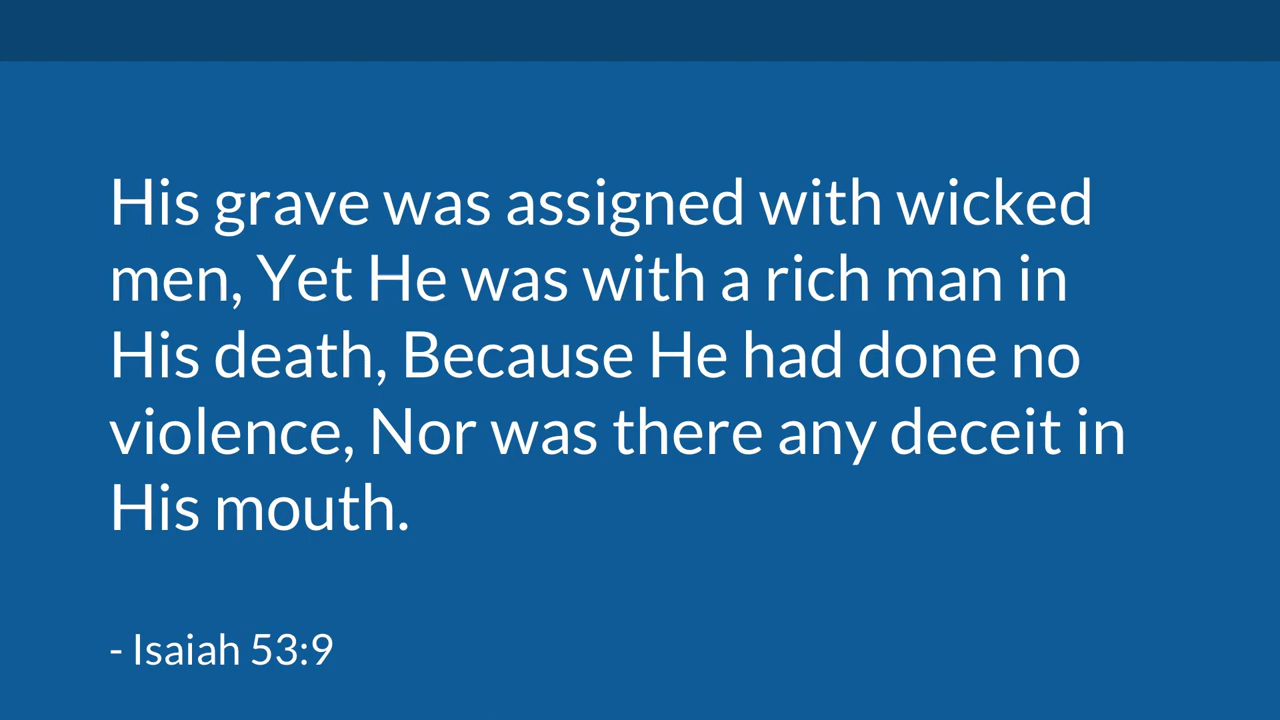 His grave was assigned with wicked
men, Yet He was with a rich man in
His death, Because He had done no
violence, Nor was there any deceit in
His mouth.
- Isaiah 53:9